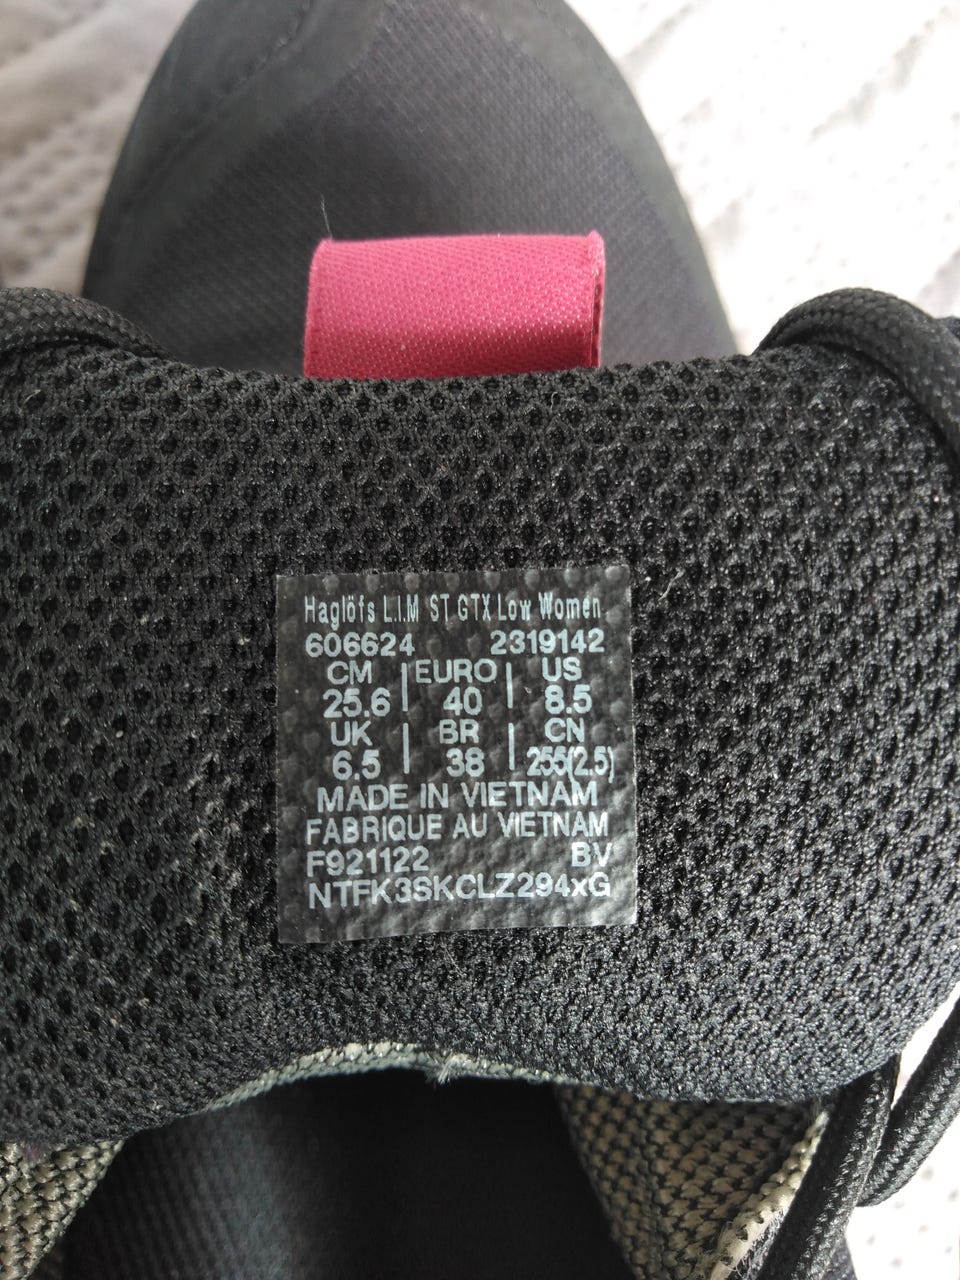 Haglöfs L.I.M ST GTX Low Women
606624 2319142
CM | EURO | US
25.6 | 40 | 8.5
UK | BR | CN
6.5 | 38 | 255(2.5)
MADE IN VIETNAM
FABRIQUE AU VIETNAM
F921122 BV
NTFK3SKCLZ294xG